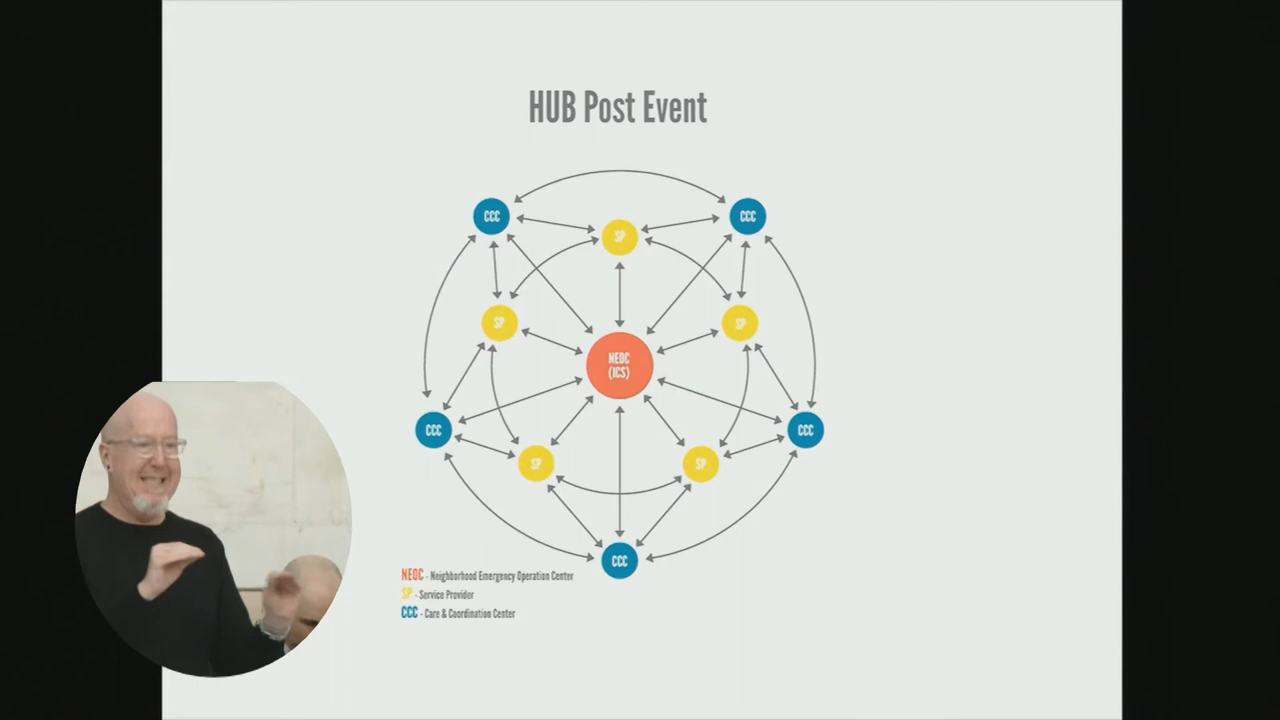 HUB Post Event
CCC
CCC
SP
SP
SP
NEOC
(ICS)
CCC
CCC
SP
SP
CCC
NEOC - Neighborhood Emergency Operation Center
SP - Service Provider
CCC - Care & Coordination Center